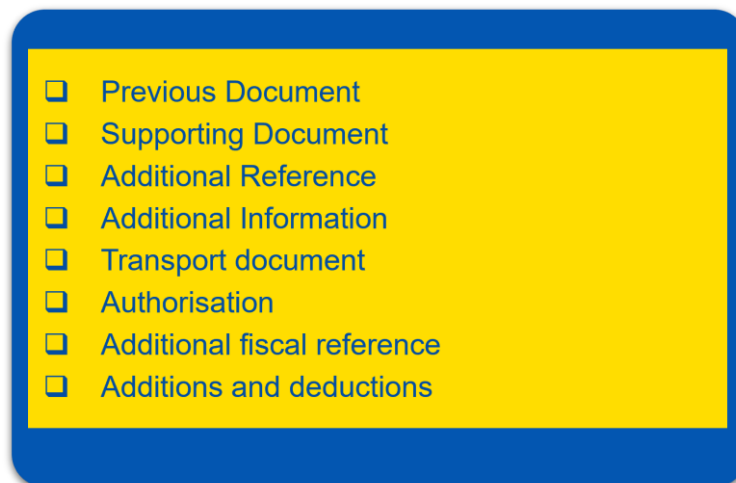 ❑ Previous Document
❑ Supporting Document
❑ Additional Reference
❑ Additional Information
❑ Transport document
❑ Authorisation
❑ Additional fiscal reference
❑ Additions and deductions